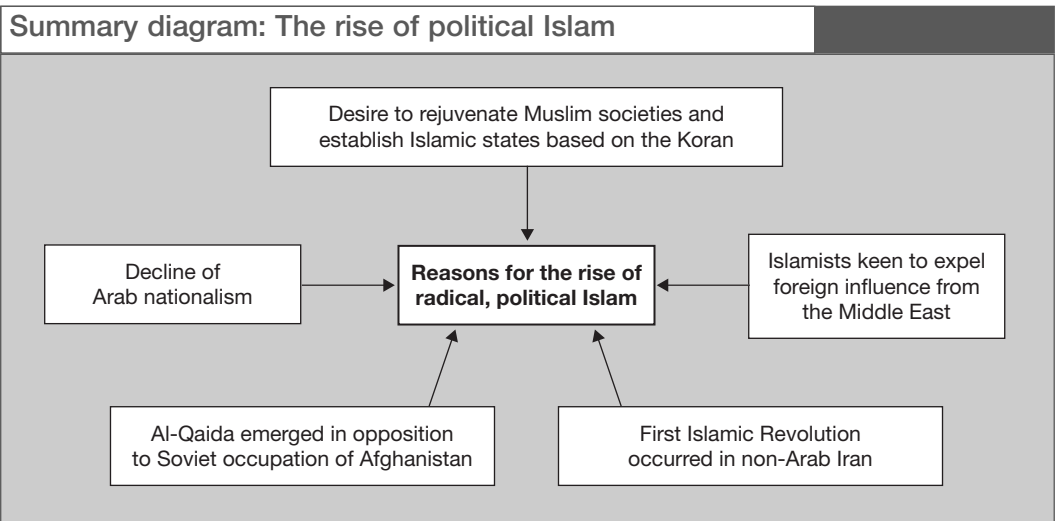 Summary diagram: The rise of political Islam
Desire to rejuvenate Muslim societies and
establish Islamic states based on the Koran
Decline of
Arab nationalism
Reasons for the rise of
radical, political Islam
Islamists keen to expel
foreign influence from
the Middle East
Al-Qaida emerged in opposition
to Soviet occupation of Afghanistan
First Islamic Revolution
occurred in non-Arab Iran